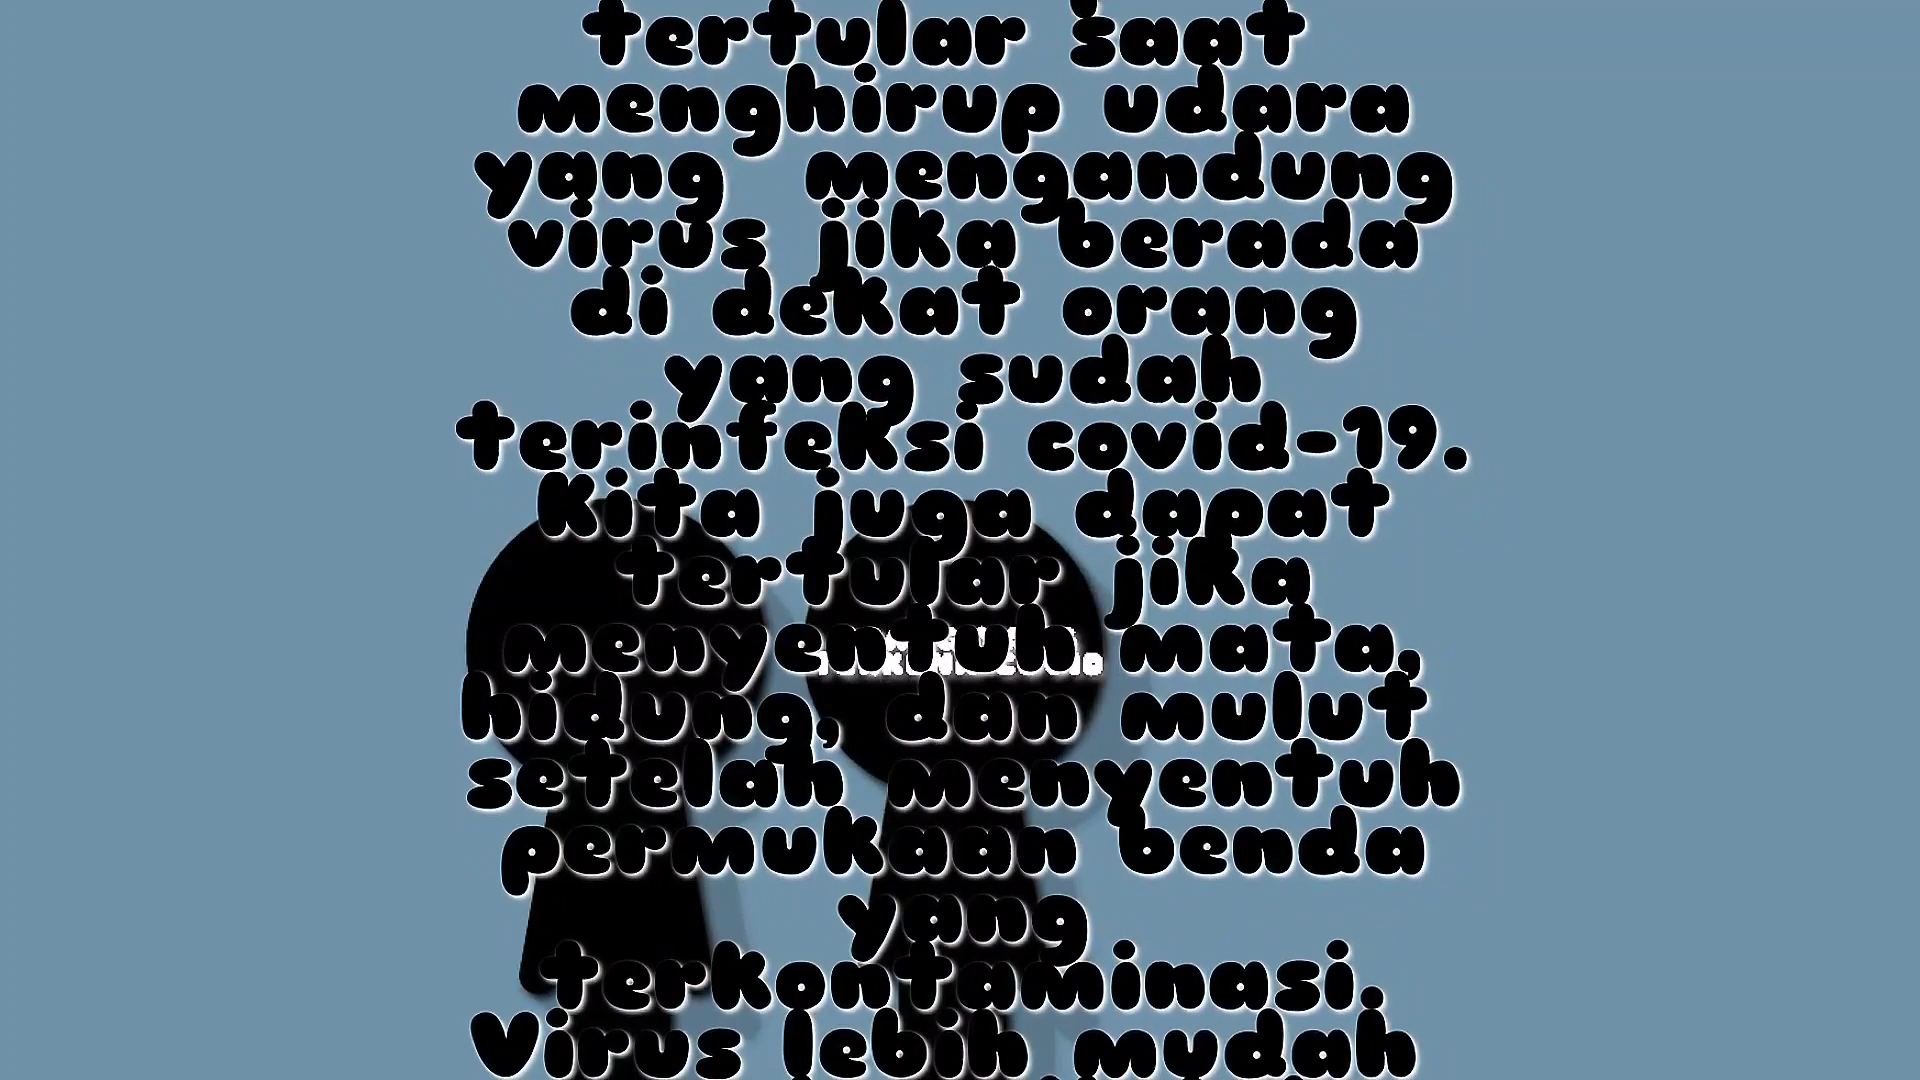 tertular saat
menghirup udara
yang mengandung
virus jika berada
di dekat orang
yang sudah
terinfeksi covid-19.
Kita juga dapat
tertular jika
menyentuh mata,
hidung, dan mulut
setelah menyentuh
permukaan benda
yang
terkontaminasi.
Virus lebih mudah